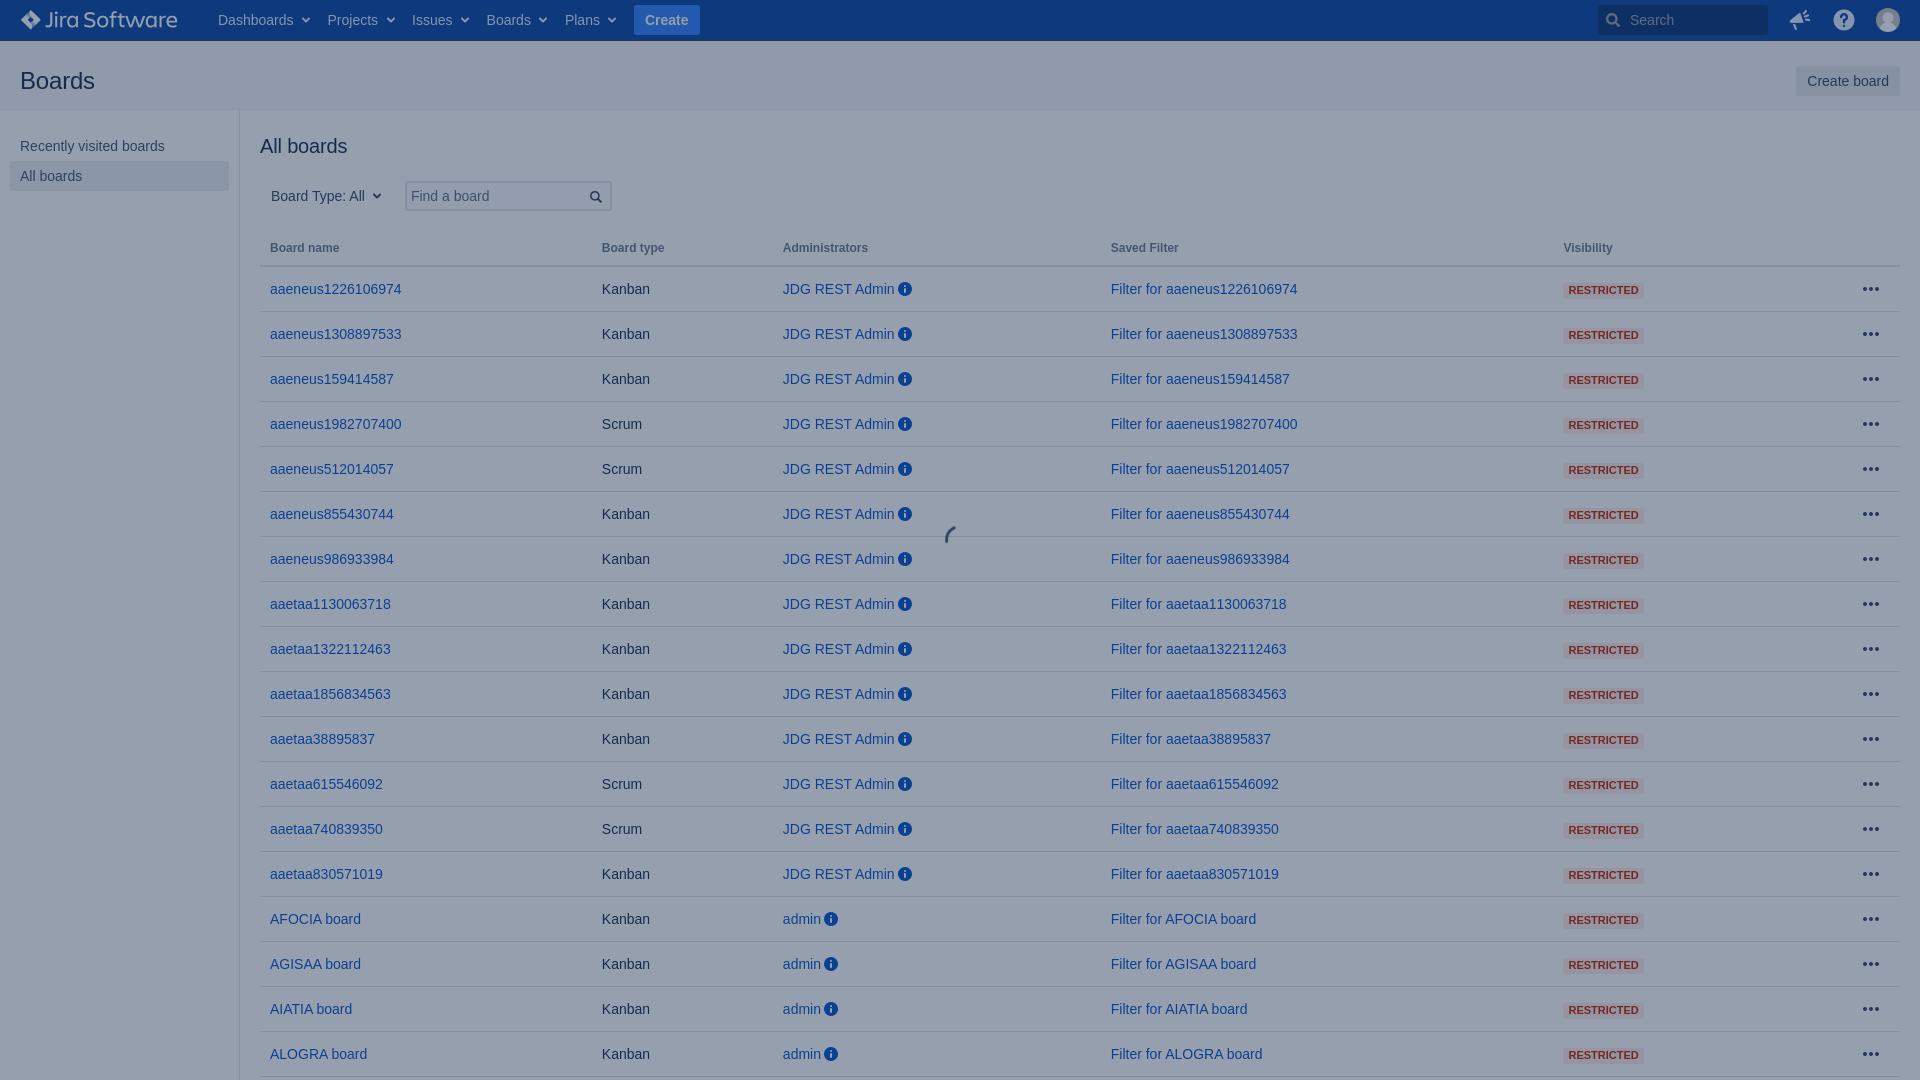 Jira Software Dashboards Projects Issues Boards Plans Create Search
Boards Create board
Recently visited boards
All boards
All boards
Board Type: All Find a board
Board name Board type Administrators Saved Filter Visibility
aaeneus1226106974 Kanban JDG REST Admin Filter for aaeneus1226106974 RESTRICTED
aaeneus1308897533 Kanban JDG REST Admin Filter for aaeneus1308897533 RESTRICTED
aaeneus159414587 Kanban JDG REST Admin Filter for aaeneus159414587 RESTRICTED
aaeneus1982707400 Scrum JDG REST Admin Filter for aaeneus1982707400 RESTRICTED
aaeneus512014057 Scrum JDG REST Admin Filter for aaeneus512014057 RESTRICTED
aaeneus855430744 Kanban JDG REST Admin Filter for aaeneus855430744 RESTRICTED
aaeneus986933984 Kanban JDG REST Admin Filter for aaeneus986933984 RESTRICTED
aaetaa1130063718 Kanban JDG REST Admin Filter for aaetaa1130063718 RESTRICTED
aaetaa1322112463 Kanban JDG REST Admin Filter for aaetaa1322112463 RESTRICTED
aaetaa1856834563 Kanban JDG REST Admin Filter for aaetaa1856834563 RESTRICTED
aaetaa38895837 Kanban JDG REST Admin Filter for aaetaa38895837 RESTRICTED
aaetaa615546092 Scrum JDG REST Admin Filter for aaetaa615546092 RESTRICTED
aaetaa740839350 Scrum JDG REST Admin Filter for aaetaa740839350 RESTRICTED
aaetaa830571019 Kanban JDG REST Admin Filter for aaetaa830571019 RESTRICTED
AFOCIA board Kanban admin Filter for AFOCIA board RESTRICTED
AGISAA board Kanban admin Filter for AGISAA board RESTRICTED
AIATIA board Kanban admin Filter for AIATIA board RESTRICTED
ALOGRA board Kanban admin Filter for ALOGRA board RESTRICTED